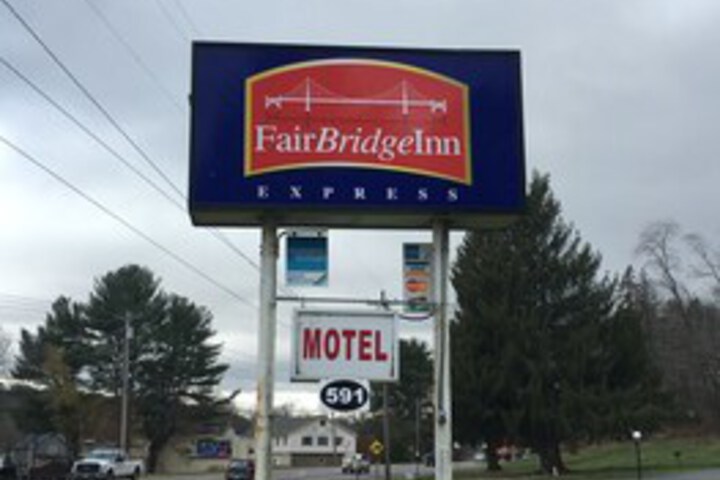 FairBridgeInn
EXPRESS
MOTEL
591